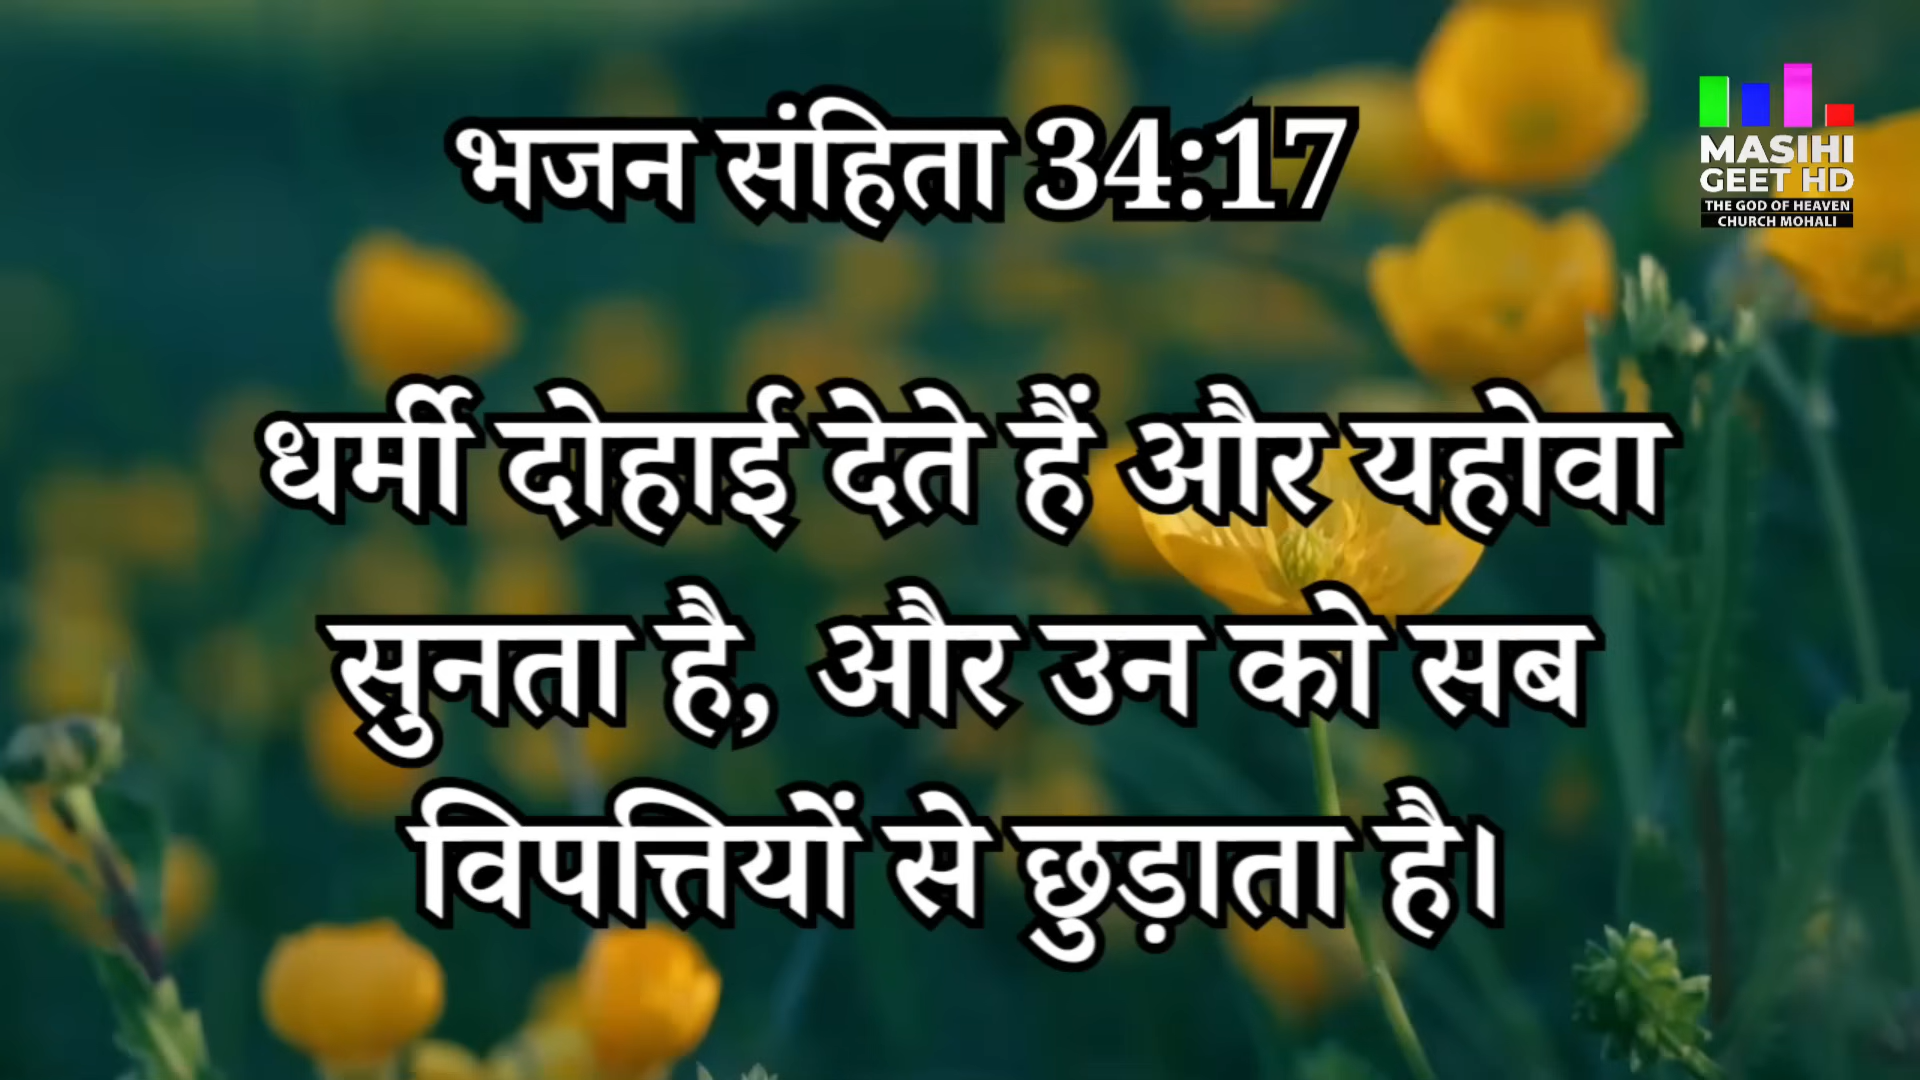 भजन संहिता 34:17
MASIHI
GEET HD
THE GOD OF HEAVEN
CHURCH MOHALI
धर्मी दोहाई देते हैं और यहोवा
सुनता है, और उन को सब
विपत्तियों से छुड़ाता है।